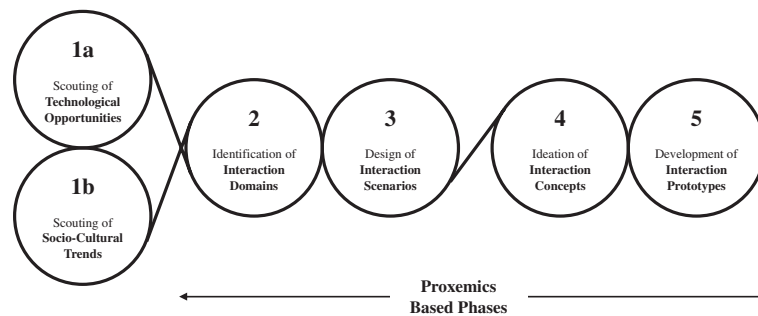 1a
Scouting of
Technological
Opportunities
1b
Scouting of
Socio-Cultural
Trends
2
Identification of
Interaction
Domains
3
Design of
Interaction
Scenarios
4
Ideation of
Interaction
Concepts
5
Development of
Interaction
Prototypes
Proxemics
Based Phases